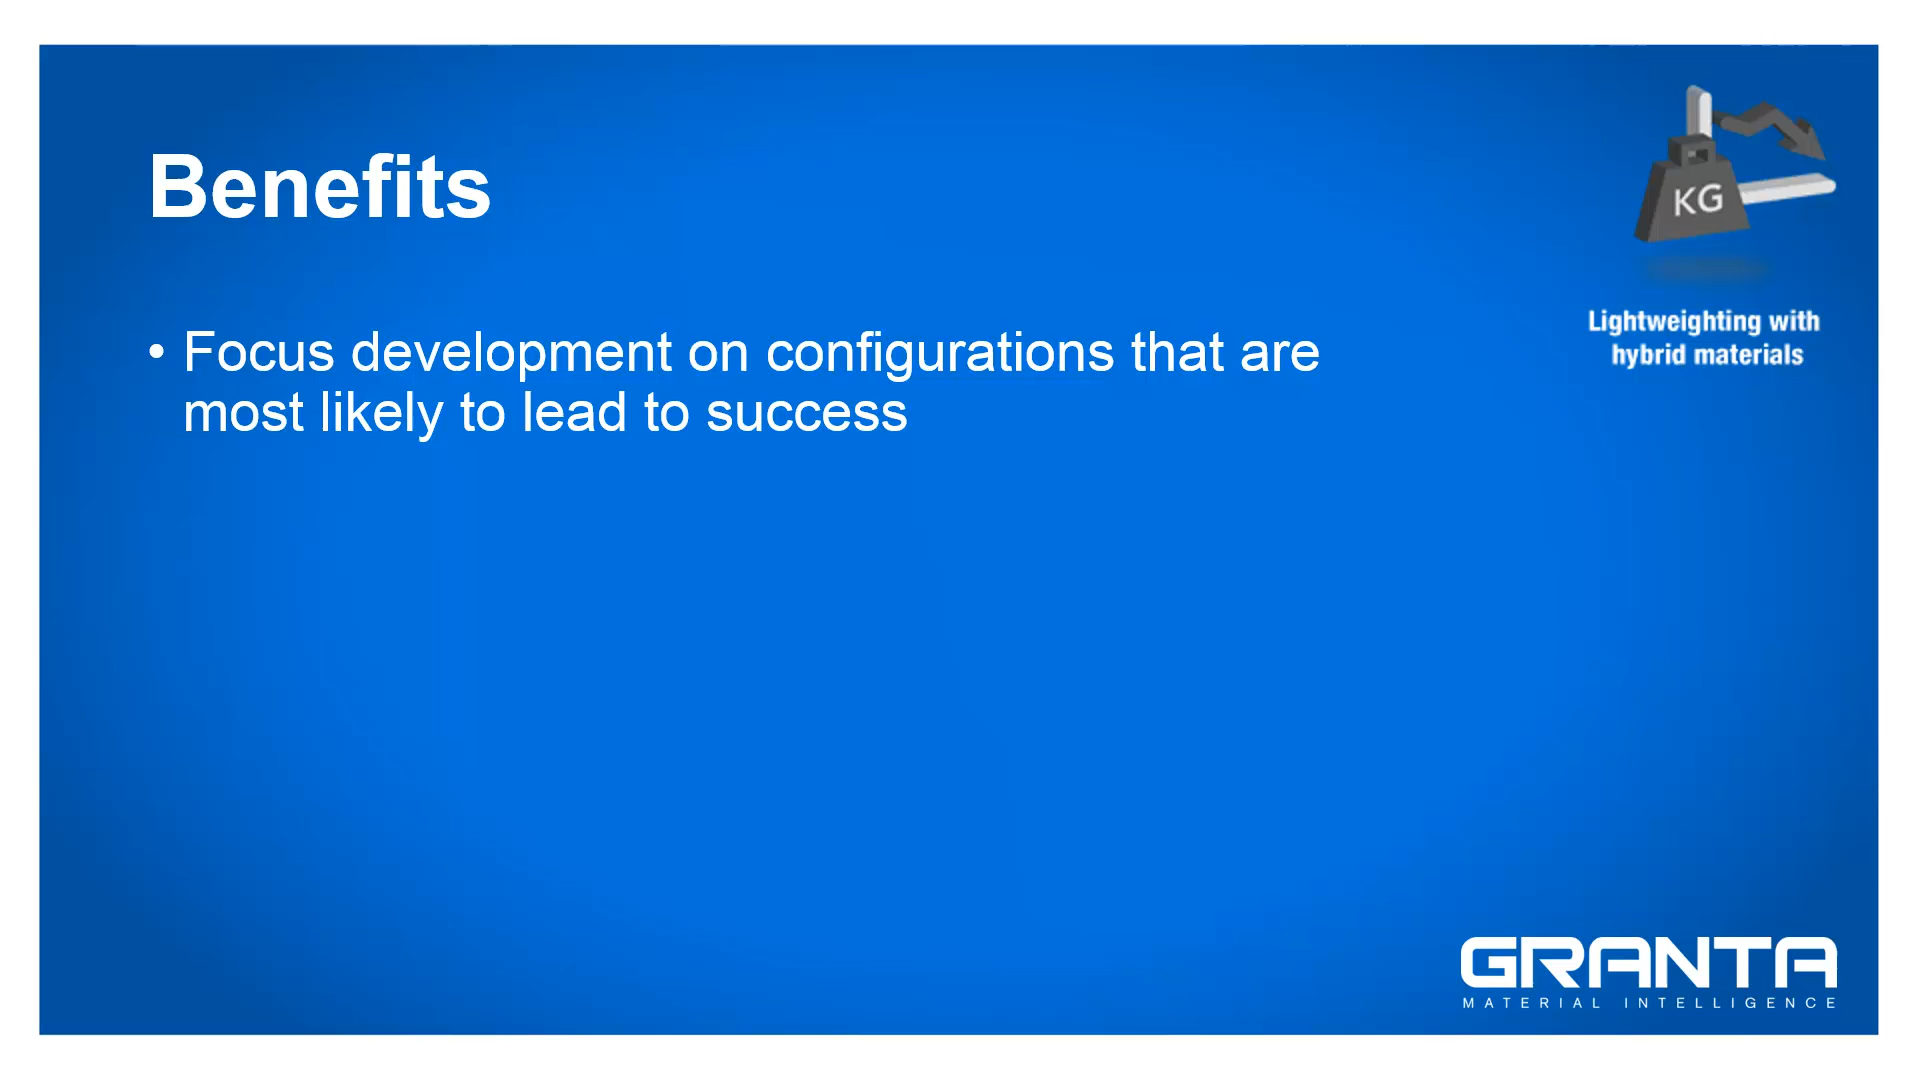 Benefits
KG
Lightweighting with
hybrid materials
• Focus development on configurations that are
most likely to lead to success
GRANTA
MATERIAL INTELLIGENCE